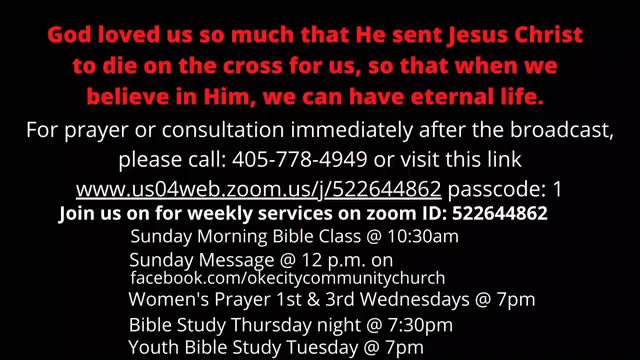 God loved us so much that He sent Jesus Christ
to die on the cross for us, so that when we
believe in Him, we can have eternal life.
For prayer or consultation immediately after the broadcast,
please call: 405-778-4949 or visit this link
www.us04web.zoom.us/j/522644862 passcode: 1
Join us on for weekly services on zoom ID: 522644862
Sunday Morning Bible Class @ 10:30am
Sunday Message @ 12 p.m. on
facebook.com/okecitycommunitychurch
Women's Prayer 1st & 3rd Wednesdays @ 7pm
Bible Study Thursday night @ 7:30pm
Youth Bible Study Tuesday @ 7pm